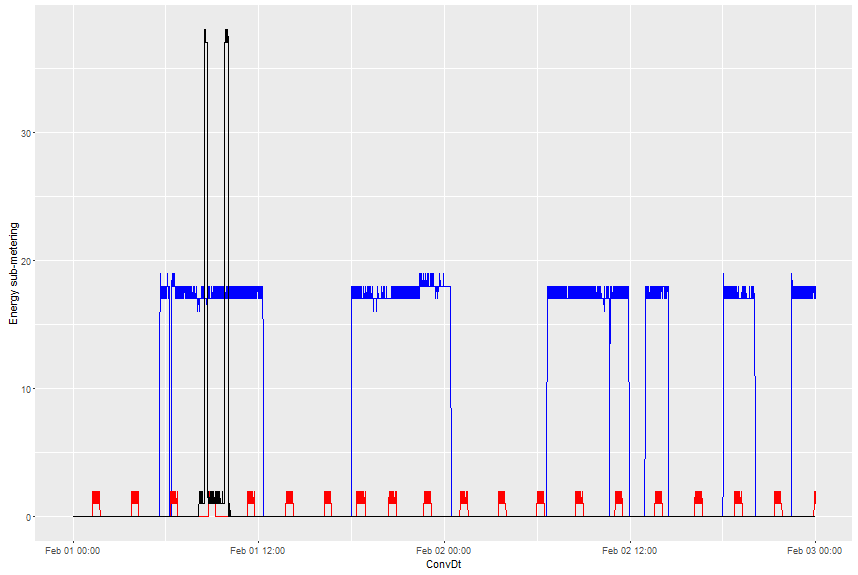 30
20
10
0
Energy sub-metering
Feb 01 00:00
Feb 01 12:00
Feb 02 00:00
Feb 02 12:00
Feb 03 00:00
ConvDt